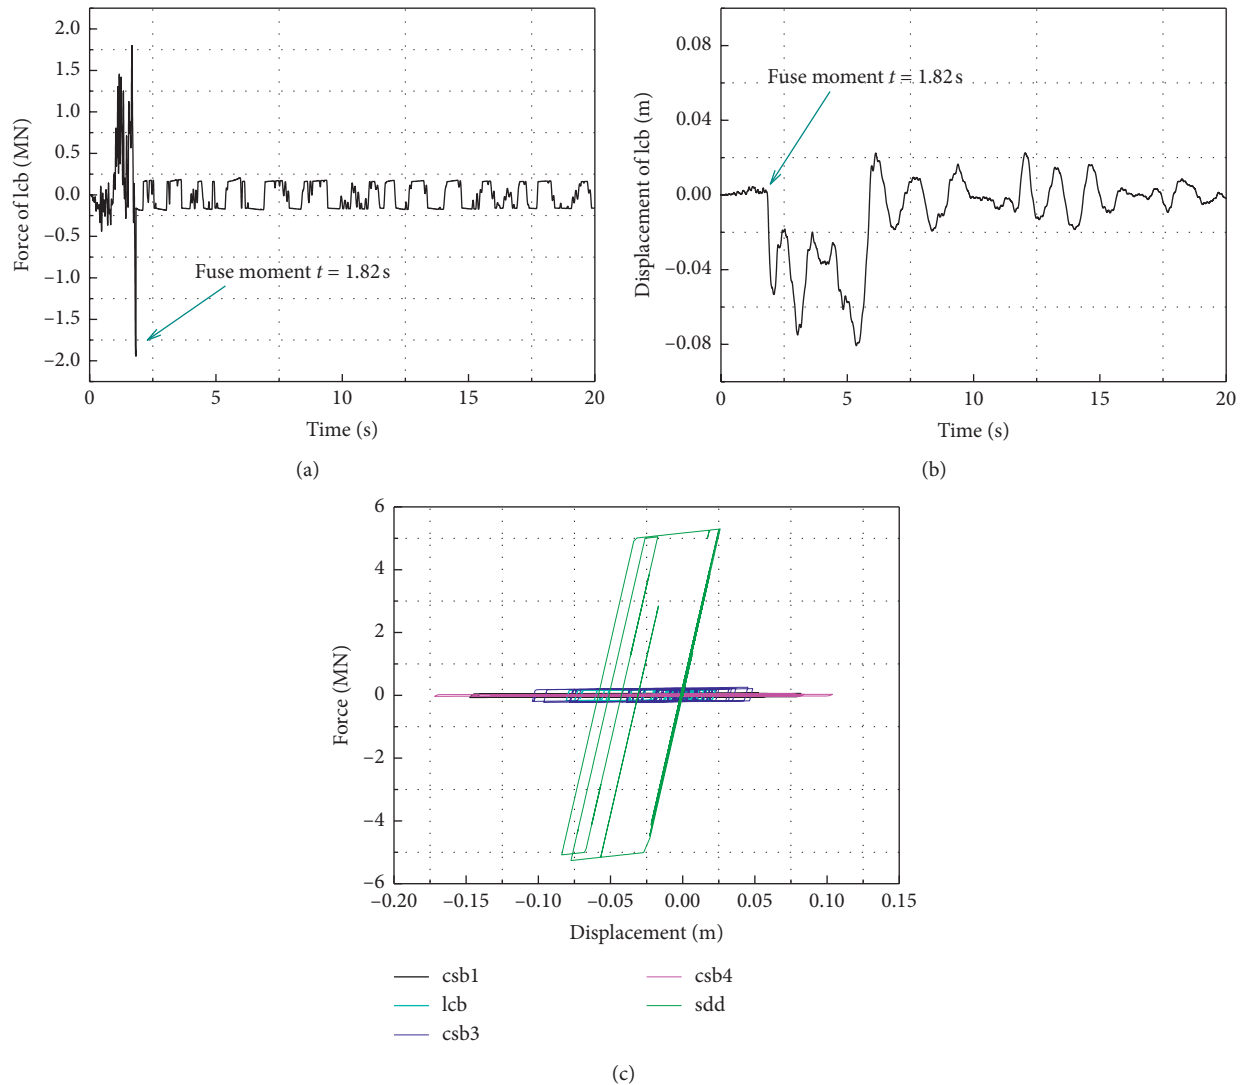 2.0
1.5
1.0
0.5
0.0
−0.5
−1.0
−1.5
−2.0
Force of lcb (MN)
Fuse moment t = 1.82 s
0 5 10 15 20
Time (s)
(a)
0.08
0.04
0.00
−0.04
−0.08
Displacement of lcb (m)
Fuse moment t = 1.82 s
0 5 10 15 20
Time (s)
(b)
6
4
2
0
−2
−4
−6
Force (MN)
−0.20 −0.15 −0.10 −0.05 0.00 0.05 0.10 0.15
Displacement (m)
csb1
lcb
csb3
csb4
sdd
(c)